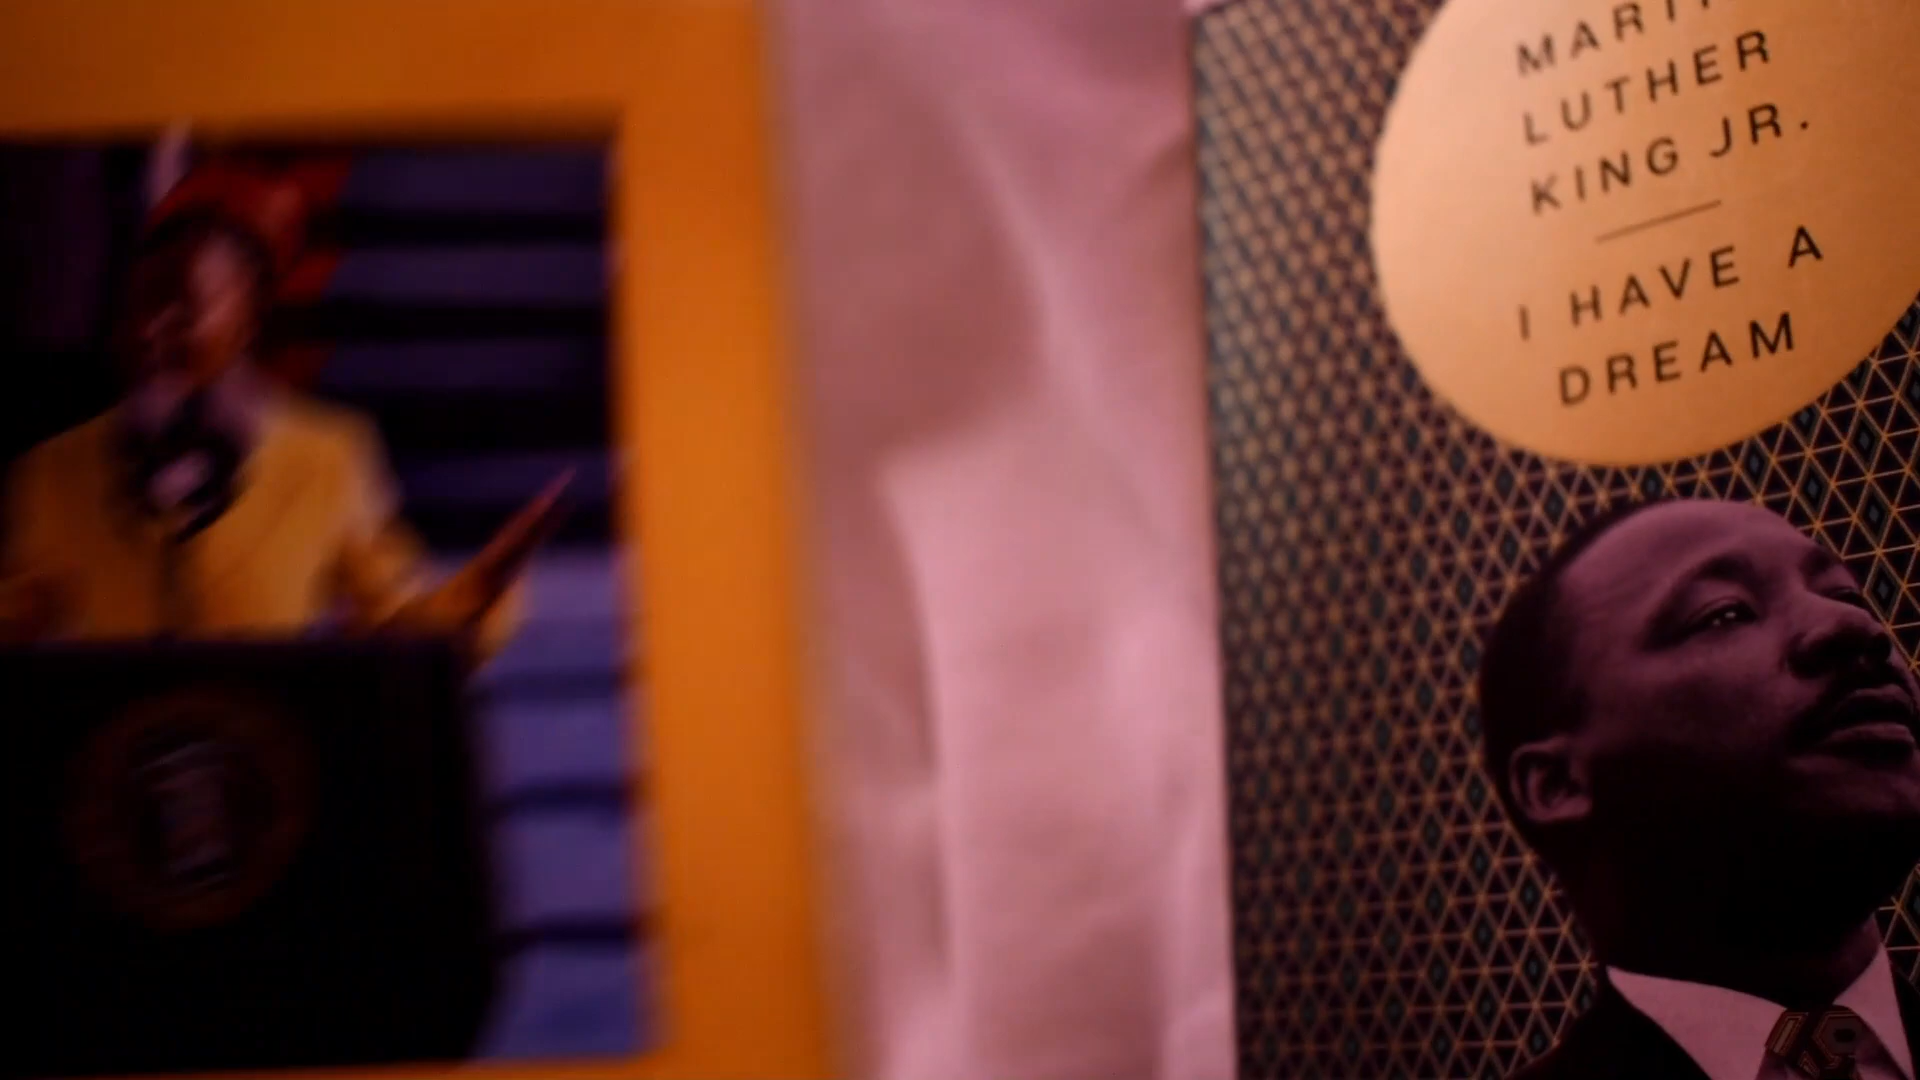 MARTIN
LUTHER
KING JR.
I HAVE A
DREAM